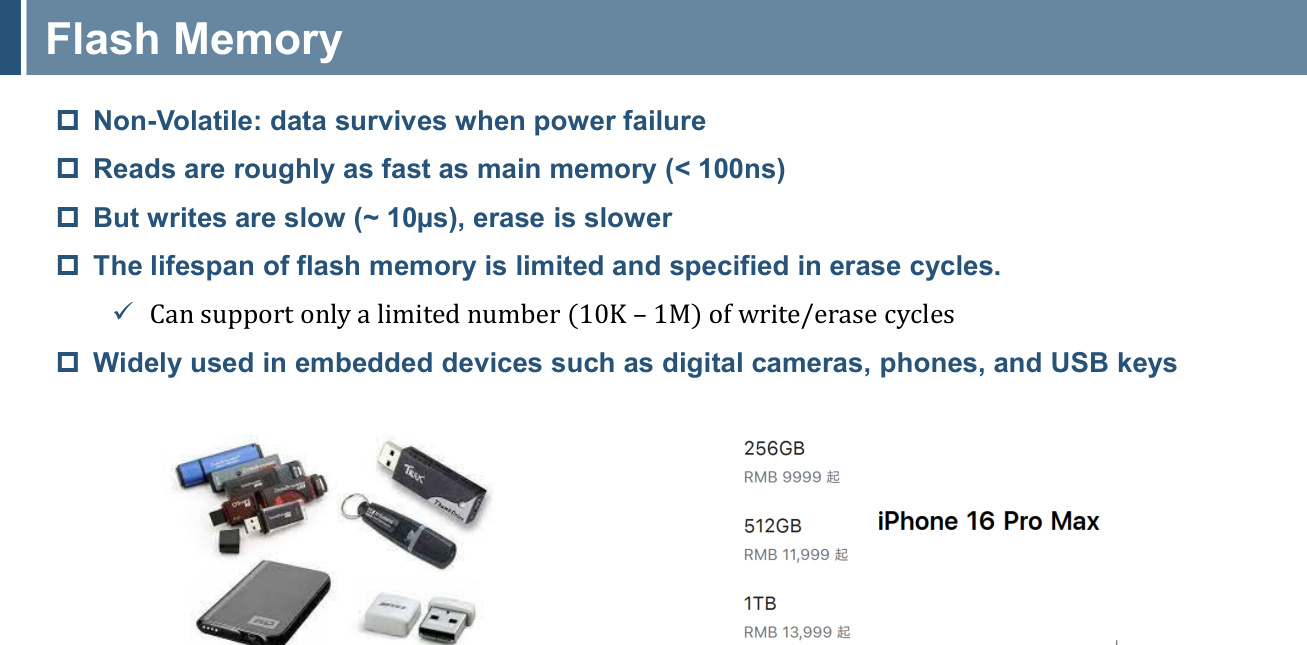 Flash Memory
Non-Volatile: data survives when power failure
Reads are roughly as fast as main memory (< 100ns)
But writes are slow (~ 10μs), erase is slower
The lifespan of flash memory is limited and specified in erase cycles.
Can support only a limited number (10K – 1M) of write/erase cycles
Widely used in embedded devices such as digital cameras, phones, and USB keys
TRAK
ThumbDrive
WD
256GB
RMB 9999 起
512GB
RMB 11,999 起
iPhone 16 Pro Max
1TB
RMB 13,999 起